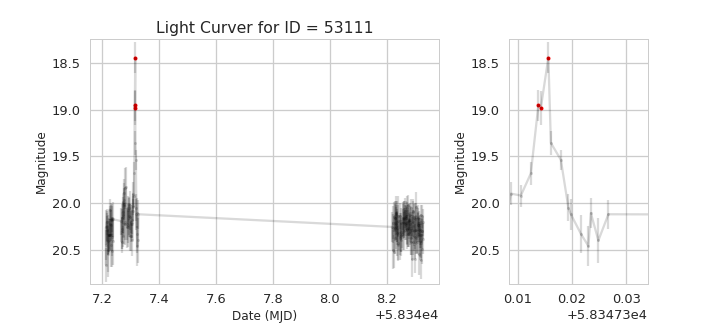 Light Curver for ID = 53111
Magnitude
18.5
19.0
19.5
20.0
20.5
7.2 7.4 7.6 7.8 8.0 8.2
Date (MJD)
+5.834e4
Magnitude
18.5
19.0
19.5
20.0
20.5
0.01 0.02 0.03
+5.83473e4